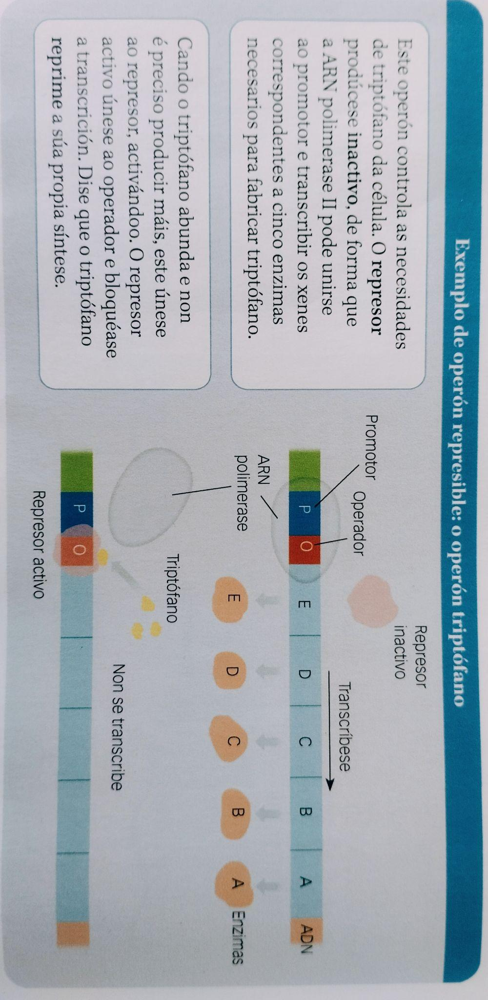 Exemplo de operón represible: o operón triptófano
Este operón controla as necesidades
de triptófano da célula. O represor
prodúcese inactivo, de forma que
a ARN polimerase II pode unirse
ao promotor e transcribir os xenes
correspondentes a cinco enzimas
necesarios para fabricar triptófano.
Represor
inactivo
Promotor
Operador
Transcríbese
P
O
E
D
C
B
A
ADN
ARN
polimerase
E
D
C
B
A
Enzimas
Cando o triptófano abunda e non
é preciso producir máis, este únese
ao represor, activándoo. O represor
activo únese ao operador e bloquéase
a transcrición. Dise que o triptófano
reprime a súa propia síntese.
Triptófano
Non se transcribe
P
O
Represor activo